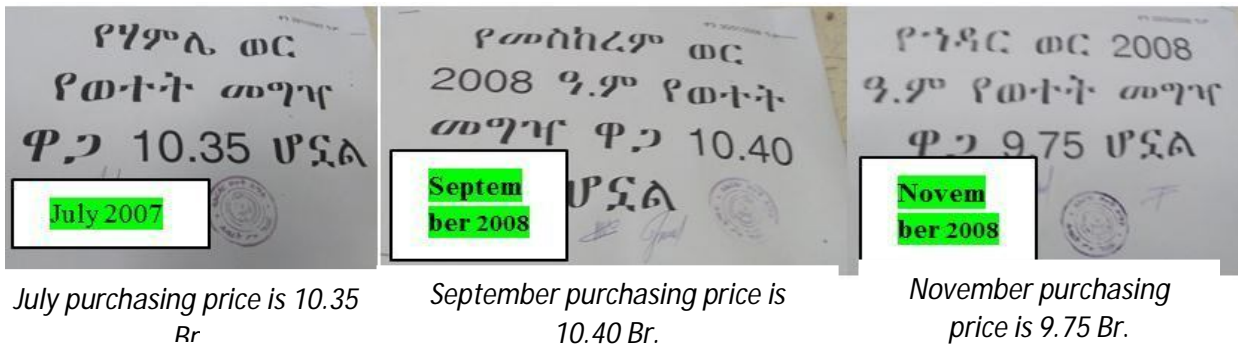 የሃምሌ ወር
የወተት መግዣ
ዋጋ 10.35 ሆኗል
July 2007
July purchasing price is 10.35
Br
የመስከረም ወር
2008 ዓ.ም የወተት
መግዣ ዋጋ 10.40
ሆኗል
Septem
ber 2008
September purchasing price is
10.40 Br.
የኅዳር ወር 2008
ዓ.ም የወተት መግዣ
ዋጋ 9.75 ሆኗል
Novem
ber 2008
November purchasing
price is 9.75 Br.